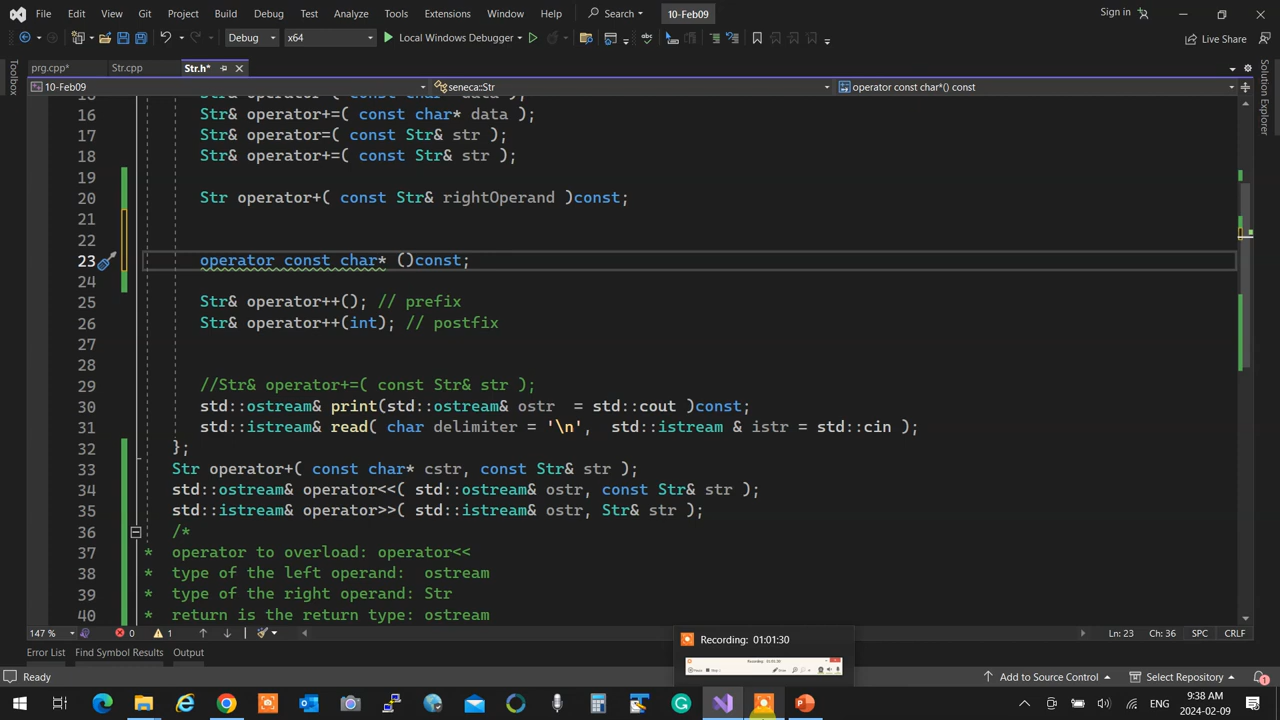 File Edit View Git Project Build Debug Test Analyze Tools Extensions Window Help Search 10-Feb09 Sign in
Debug x64 Local Windows Debugger Live Share
prg.cpp* Str.cpp Str.h*
10-Feb09 seneca::Str operator const char*() const
Toolbox
Solution Explorer
16 Str& operator+=( const char* data );
17 Str& operator=( const Str& str );
18 Str& operator+=( const Str& str );
19
20 Str operator+( const Str& rightOperand )const;
21
22
23 operator const char* ()const;
24
25 Str& operator++(); // prefix
26 Str& operator++(int); // postfix
27
28
29 //Str& operator+=( const Str& str );
30 std::ostream& print(std::ostream& ostr  = std::cout )const;
31 std::istream& read( char delimiter = '\n',  std::istream & istr = std::cin );
32 };
33 Str operator+( const char* cstr, const Str& str );
34 std::ostream& operator<<( std::ostream& ostr, const Str& str );
35 std::istream& operator>>( std::istream& ostr, Str& str );
36 /*
37 *  operator to overload: operator<<
38 *  type of the left operand:  ostream
39 *  type of the right operand: Str
40 *  return is the return type: ostream
147 % 0 1 Ln: 23 Ch: 36 SPC CRLF
Recording: 01:01:30
Error List Find Symbol Results Output
Ready Add to Source Control Select Repository 1
ENG 9:38 AM
2024-02-09